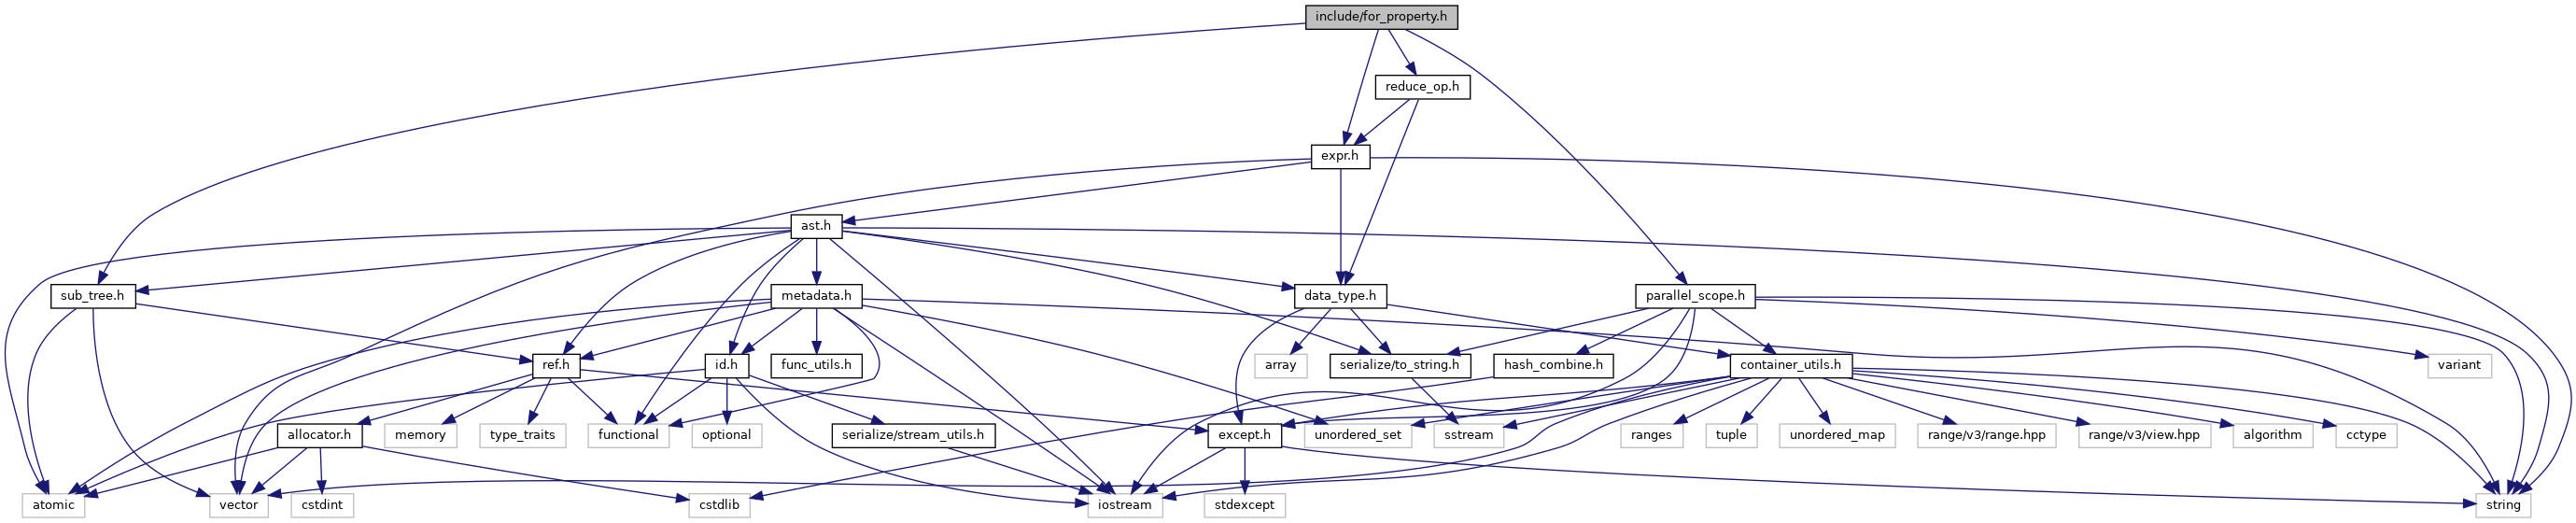 include/for_property.h
reduce_op.h
expr.h
ast.h
sub_tree.h
metadata.h
data_type.h
parallel_scope.h
ref.h
id.h
func_utils.h
array
serialize/to_string.h
hash_combine.h
container_utils.h
variant
allocator.h
memory
type_traits
functional
optional
serialize/stream_utils.h
except.h
unordered_set
sstream
ranges
tuple
unordered_map
range/v3/range.hpp
range/v3/view.hpp
algorithm
cctype
atomic
vector
cstdint
cstdlib
iostream
stdexcept
string